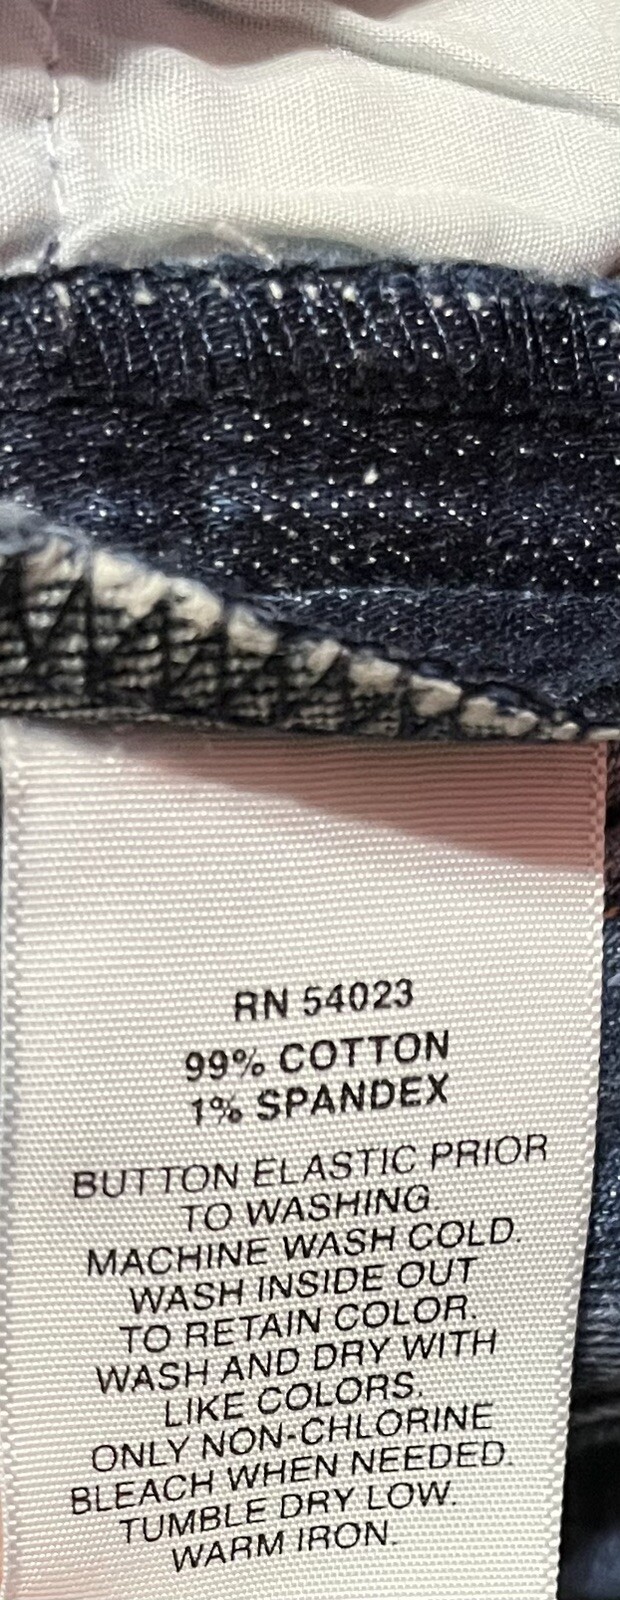 RN 54023
99% COTTON
1% SPANDEX
BUTTON ELASTIC PRIOR
TO WASHING.
MACHINE WASH COLD.
WASH INSIDE OUT
TO RETAIN COLOR.
WASH AND DRY WITH
LIKE COLORS.
ONLY NON-CHLORINE
BLEACH WHEN NEEDED.
TUMBLE DRY LOW.
WARM IRON.